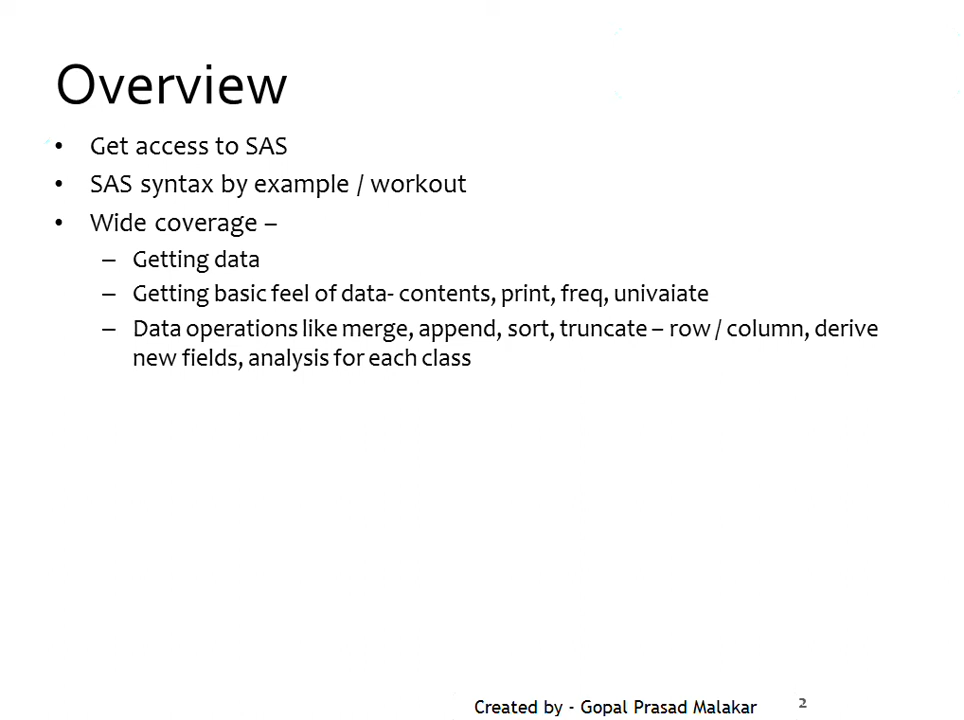 Overview
• Get access to SAS
• SAS syntax by example / workout
• Wide coverage –
– Getting data
– Getting basic feel of data- contents, print, freq, univaiate
– Data operations like merge, append, sort, truncate – row / column, derive
new fields, analysis for each class
Created by - Gopal Prasad Malakar 2